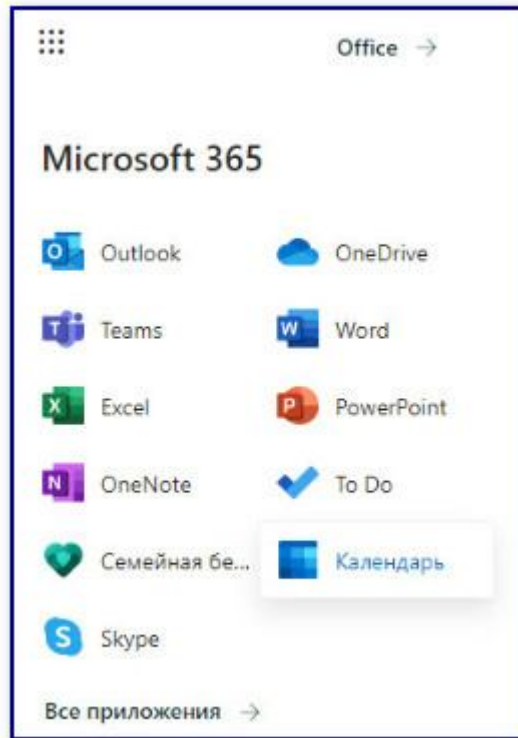 Office →
Microsoft 365
Outlook OneDrive
Teams Word
Excel PowerPoint
OneNote To Do
Семейная бе... Календарь
Skype
Все приложения →